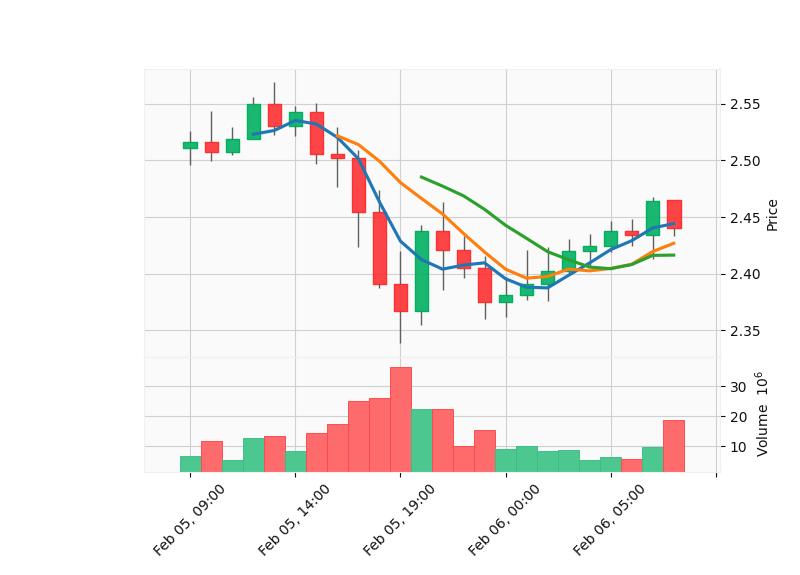 2.55
2.50
2.45
2.40
2.35
Price
30
20
10
Volume 10^6
Feb 05, 09:00
Feb 05, 14:00
Feb 05, 19:00
Feb 06, 00:00
Feb 06, 05:00